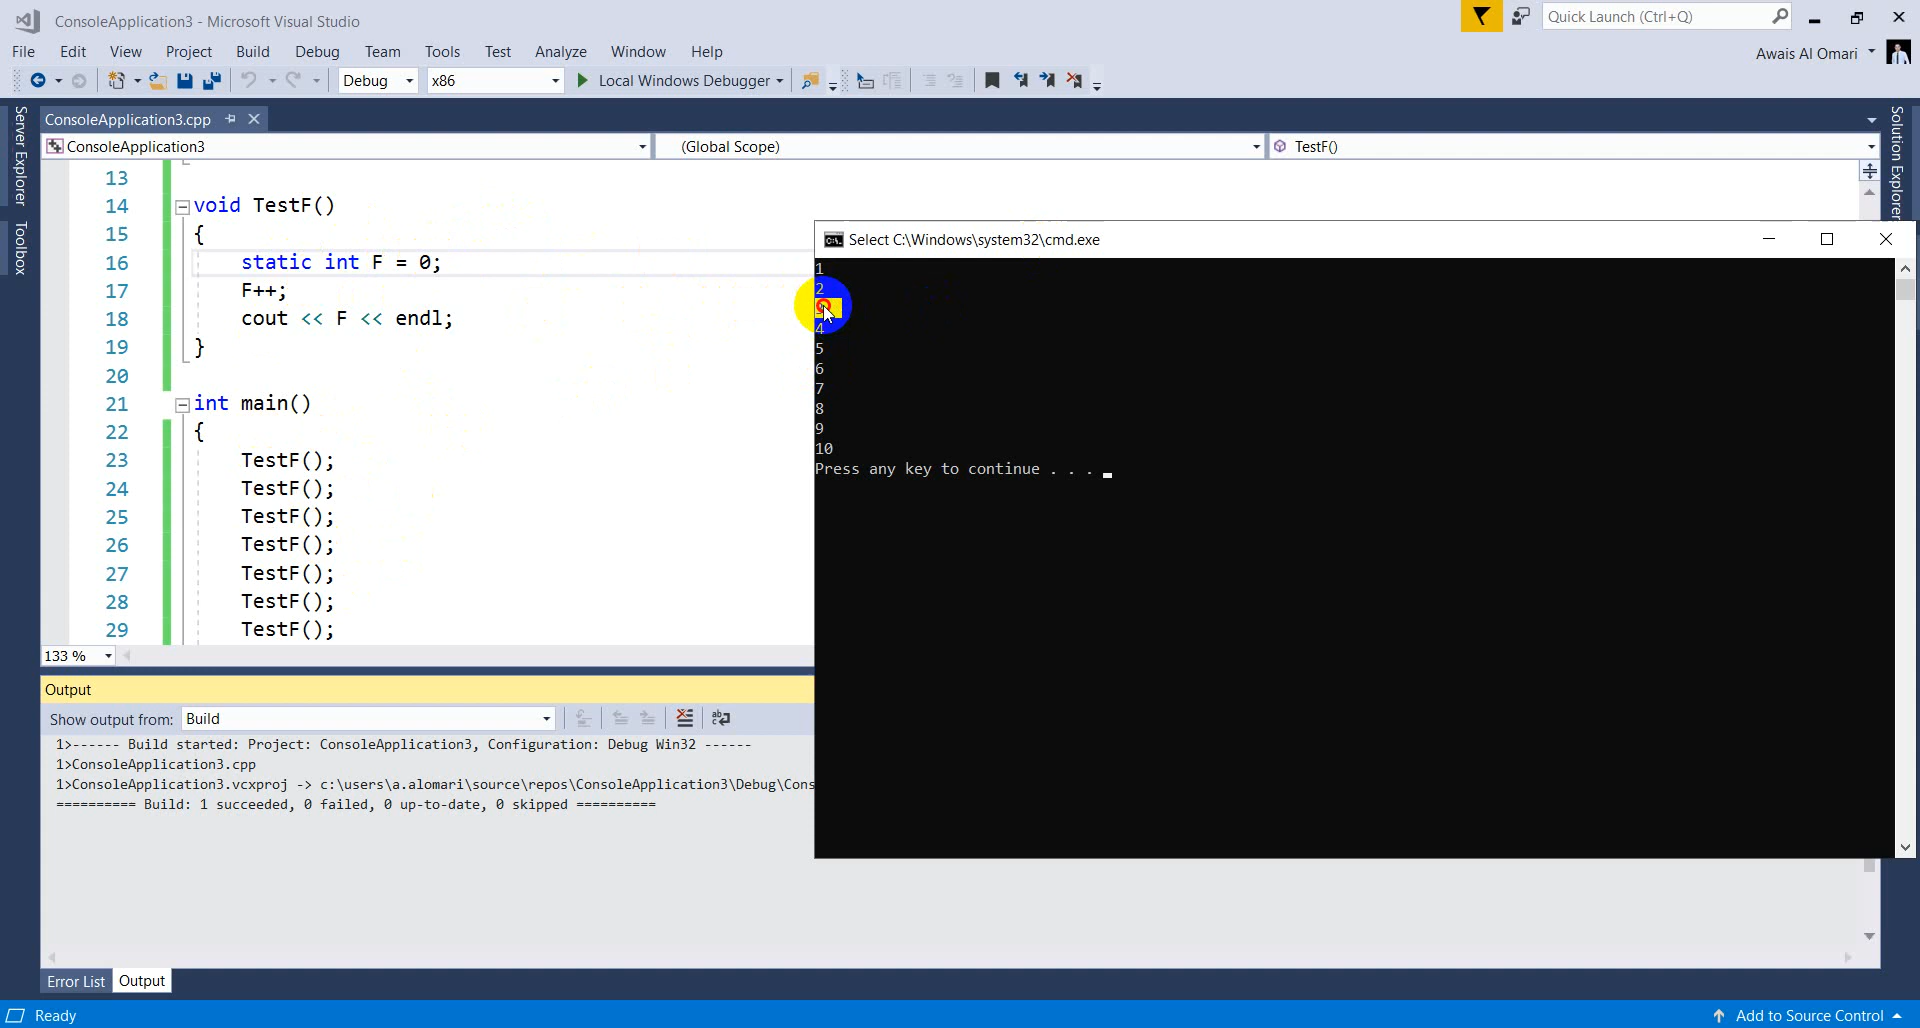 ConsoleApplication3 - Microsoft Visual Studio
Quick Launch (Ctrl+Q)
File Edit View Project Build Debug Team Tools Test Analyze Window Help
Awais Al Omari
Debug x86 Local Windows Debugger
Server Explorer
Toolbox
Solution Explorer
ConsoleApplication3.cpp
ConsoleApplication3 (Global Scope) TestF()
13
14 void TestF()
15 {
16 static int F = 0;
17 F++;
18 cout << F << endl;
19 }
20
21 int main()
22 {
23 TestF();
24 TestF();
25 TestF();
26 TestF();
27 TestF();
28 TestF();
29 TestF();
133 %
Select C:\Windows\system32\cmd.exe
1
2
4
5
6
7
8
9
10
Press any key to continue . . .
Output
Show output from: Build
1>------ Build started: Project: ConsoleApplication3, Configuration: Debug Win32 ------
1>ConsoleApplication3.cpp
1>ConsoleApplication3.vcxproj -> c:\users\a.alomari\source\repos\ConsoleApplication3\Debug\Cons
========== Build: 1 succeeded, 0 failed, 0 up-to-date, 0 skipped ==========
Error List Output
Ready
Add to Source Control